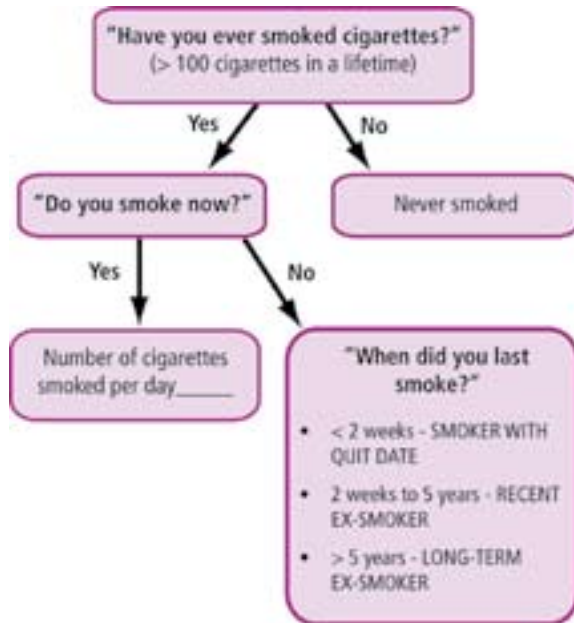 "Have you ever smoked cigarettes?"
(> 100 cigarettes in a lifetime)
Yes
No
"Do you smoke now?"
Never smoked
Yes
No
Number of cigarettes
smoked per day_____
"When did you last
smoke?"
• < 2 weeks - SMOKER WITH
QUIT DATE
• 2 weeks to 5 years - RECENT
EX-SMOKER
• > 5 years - LONG-TERM
EX-SMOKER